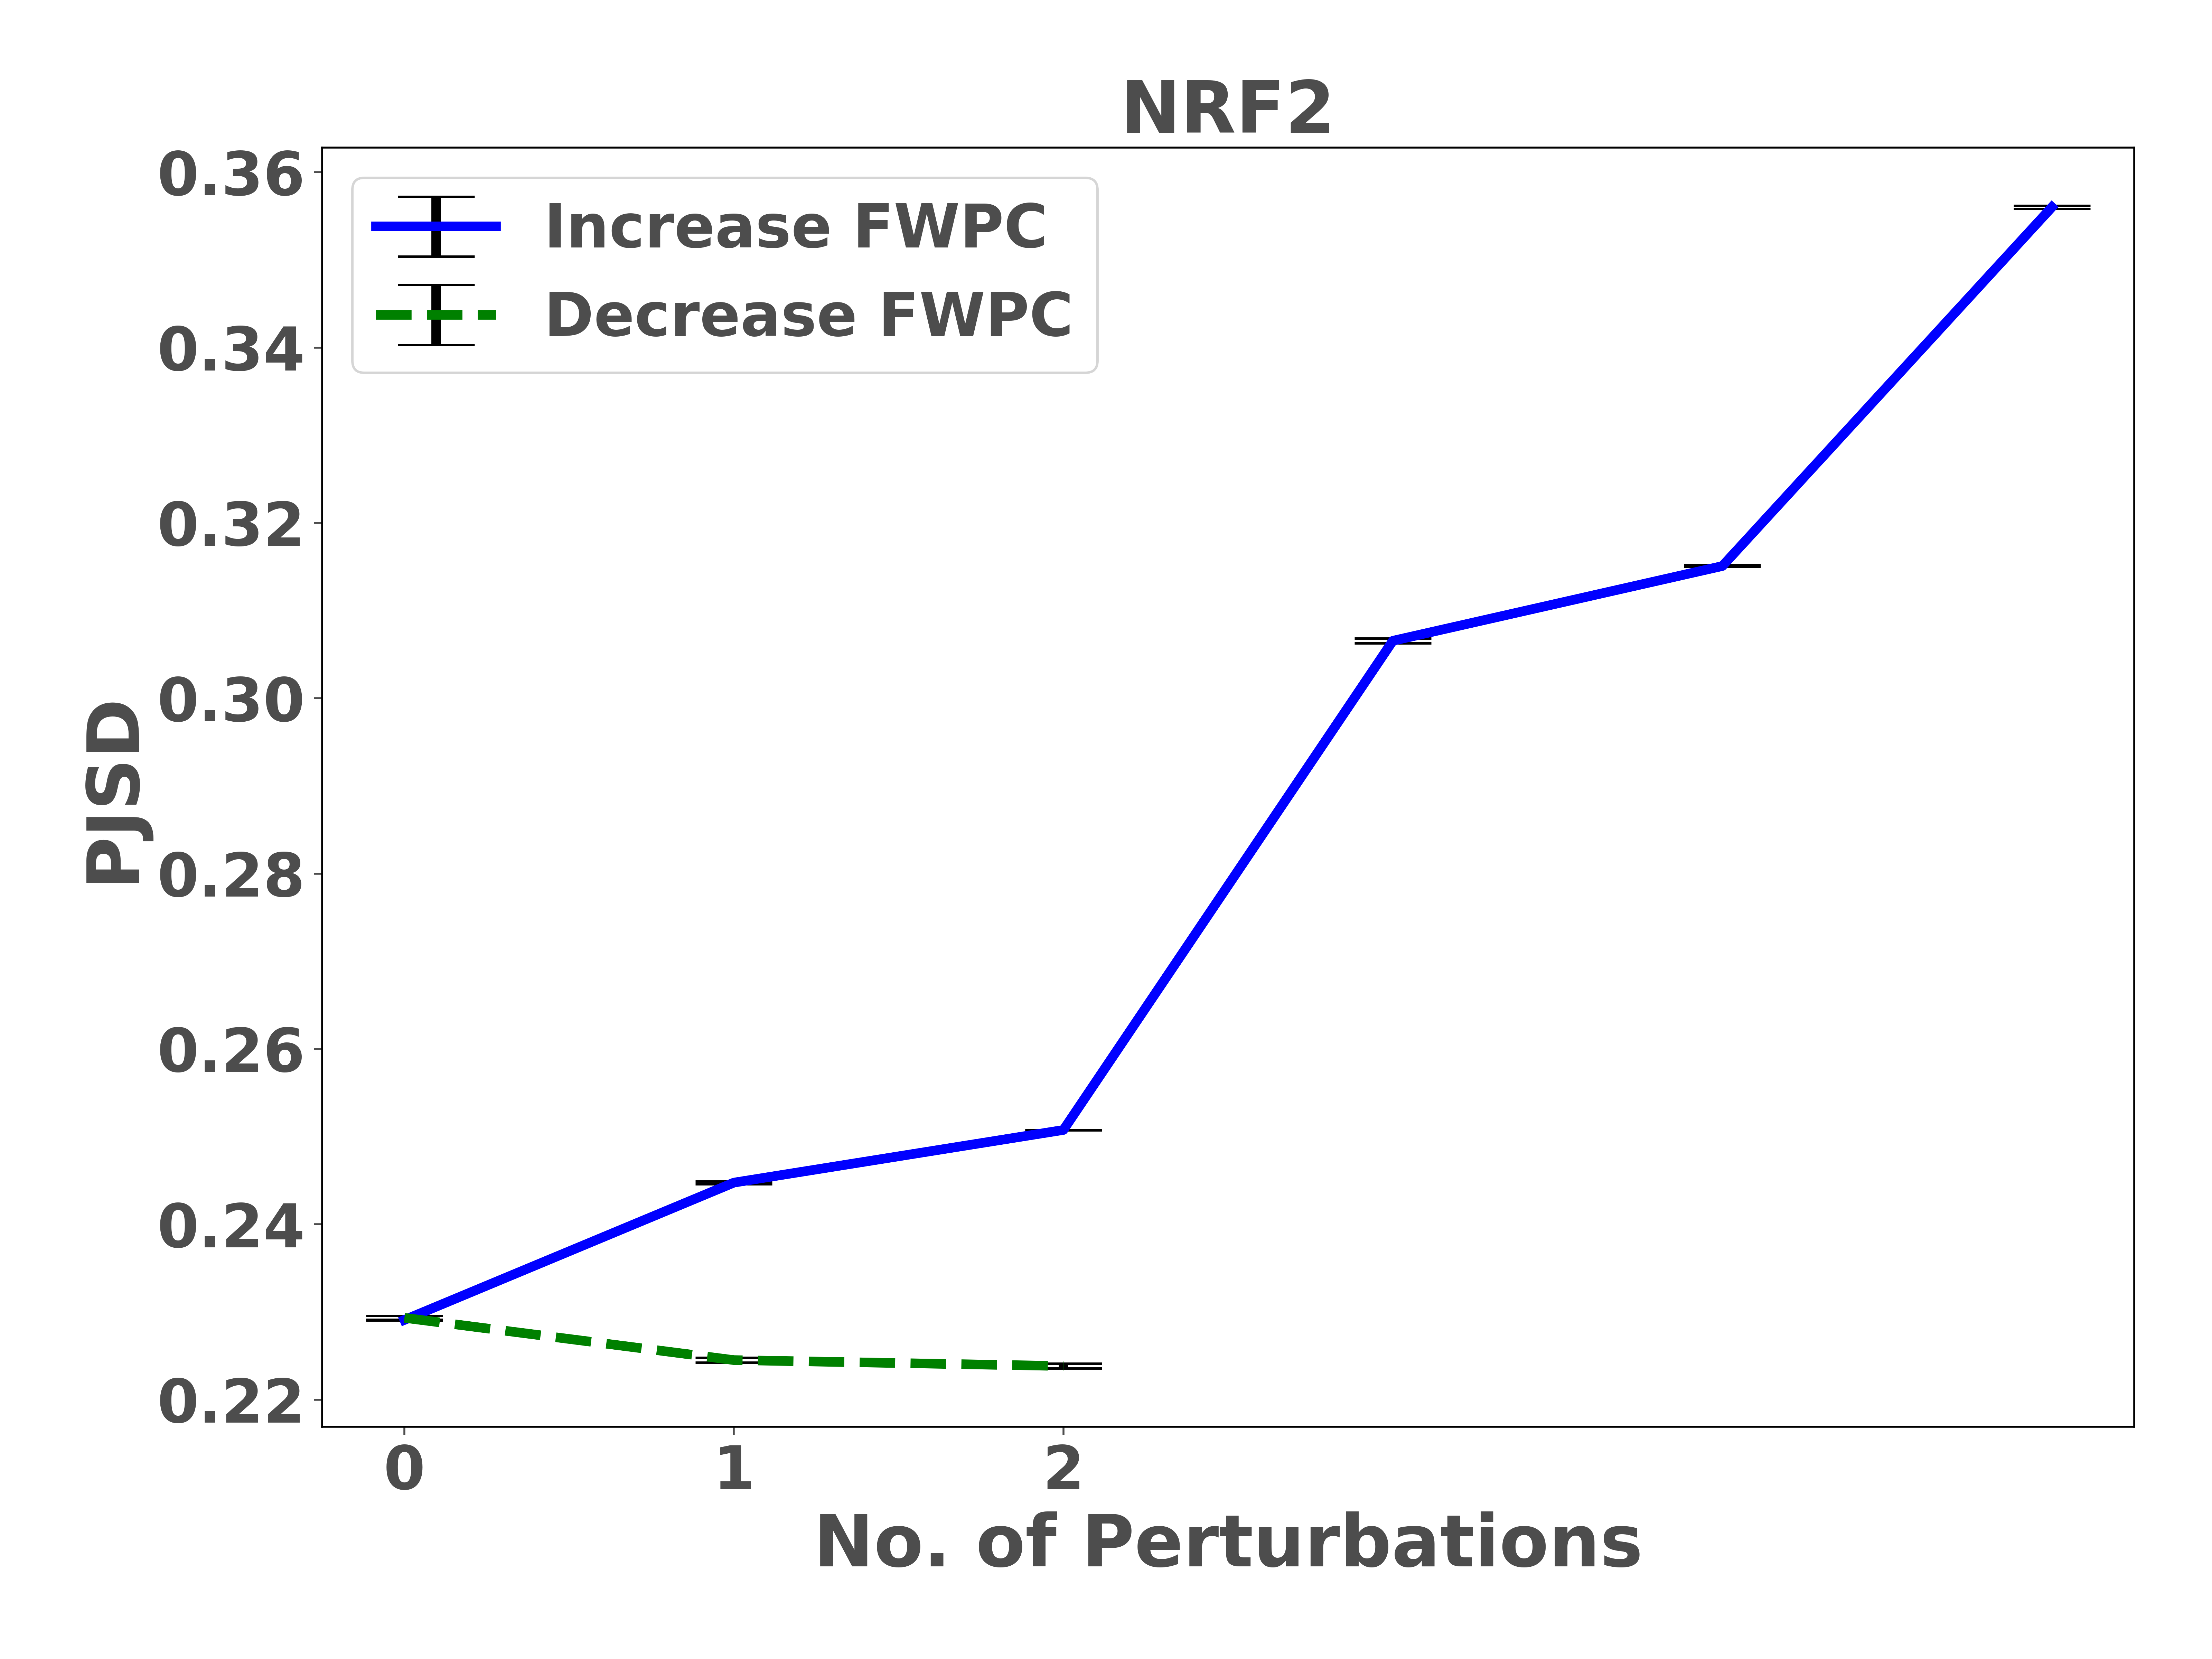 NRF2
Increase FWPC
Decrease FWPC
PJSD
0.36
0.34
0.32
0.30
0.28
0.26
0.24
0.22
0 1 2
No. of Perturbations